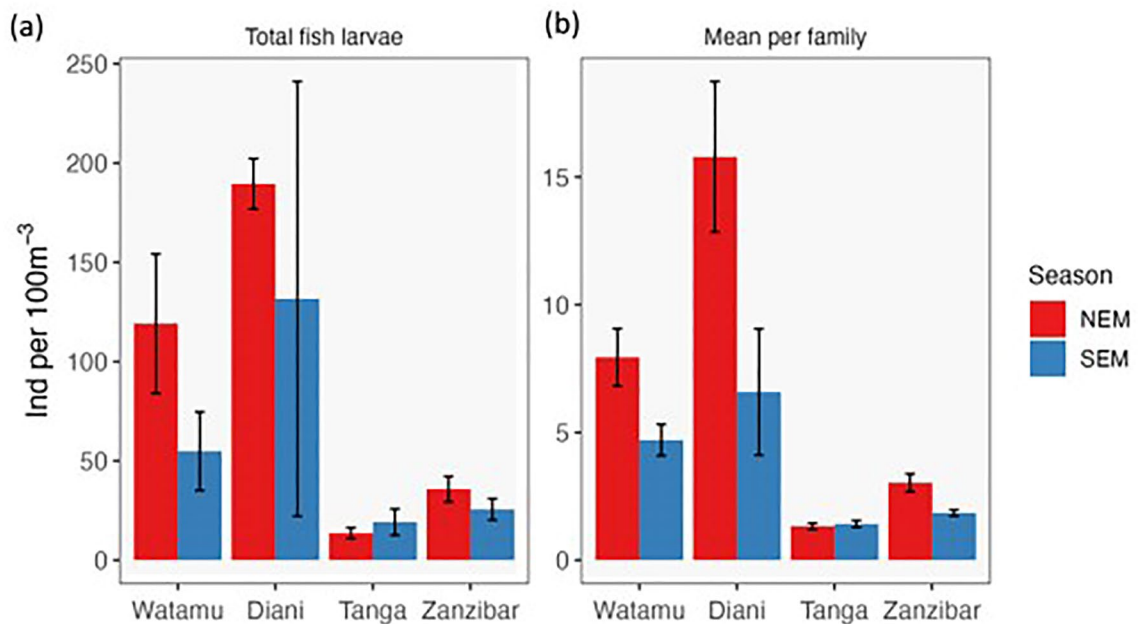 (a)
Total fish larvae
(b)
Mean per family
Ind per 100m⁻³
250
200
150
100
50
0
15
10
5
0
Watamu Diani Tanga Zanzibar
Watamu Diani Tanga Zanzibar
Season
NEM
SEM